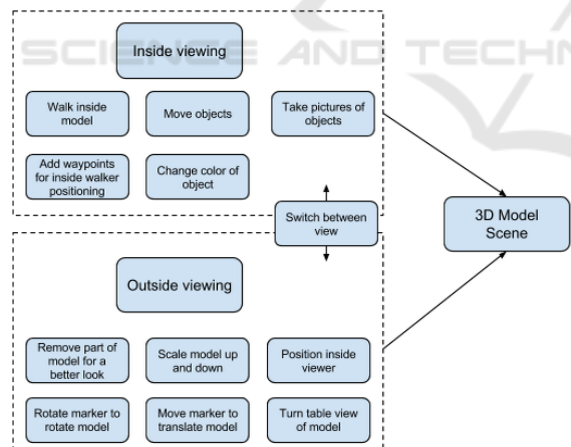 SCIENCE AND TECHN
Inside viewing
Walk inside
model
Move objects
Take pictures of
objects
Add waypoints
for inside walker
positioning
Change color of
object
Switch between
view
3D Model
Scene
Outside viewing
Remove part of
model for a
better look
Scale model up
and down
Position inside
viewer
Rotate marker to
rotate model
Move marker to
translate model
Turn table view
of model